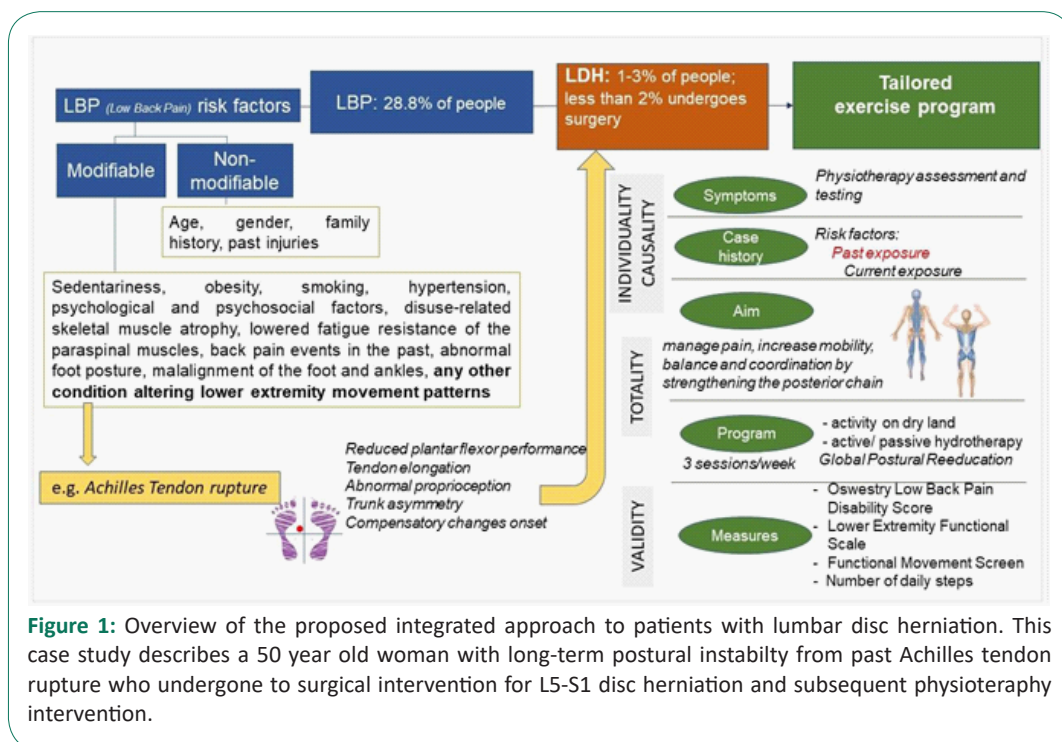 LBP (Low Back Pain) risk factors
LBP: 28.8% of people
LDH: 1-3% of people;
less than 2% undergoes
surgery
Tailored
exercise program
Modifiable
Non-
modifiable
Age, gender, family
history, past injuries
Sedentariness, obesity, smoking, hypertension,
psychological and psychosocial factors, disuse-related
skeletal muscle atrophy, lowered fatigue resistance of the
paraspinal muscles, back pain events in the past, abnormal
foot posture, malalignment of the foot and ankles, any other
condition altering lower extremity movement patterns
e.g. Achilles Tendon rupture
Reduced plantar flexor performance
Tendon elongation
Abnormal proprioception
Trunk asymmetry
Compensatory changes onset
INDIVIDUALITY
CAUSALITY
Symptoms
Physiotherapy assessment and
testing
Case
history
Risk factors:
Past exposure
Current exposure
TOTALITY
Aim
manage pain, increase mobility,
balance and coordination by
strengthening the posterior chain
Program
3 sessions/week
- activity on dry land
- active/ passive hydrotherapy
Global Postural Reeducation
VALIDITY
Measures
- Oswestry Low Back Pain
Disability Score
- Lower Extremity Functional
Scale
- Functional Movement Screen
- Number of daily steps
Figure 1: Overview of the proposed integrated approach to patients with lumbar disc herniation. This
case study describes a 50 year old woman with long-term postural instabilty from past Achilles tendon
rupture who undergone to surgical intervention for L5-S1 disc herniation and subsequent physioteraphy
intervention.